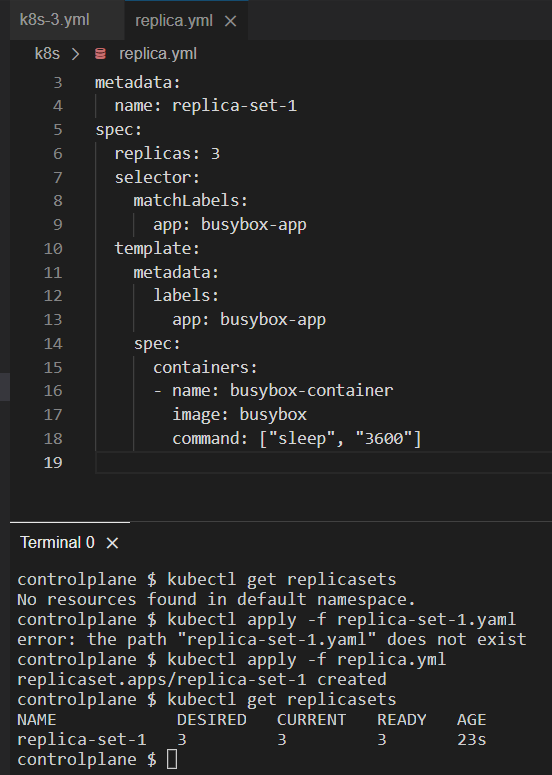 k8s-3.yml replica.yml
k8s > replica.yml
3 metadata:
4   name: replica-set-1
5 spec:
6   replicas: 3
7   selector:
8     matchLabels:
9       app: busybox-app
10   template:
11     metadata:
12       labels:
13         app: busybox-app
14     spec:
15       containers:
16       - name: busybox-container
17         image: busybox
18         command: ["sleep", "3600"]
19
Terminal 0
controlplane $ kubectl get replicasets
No resources found in default namespace.
controlplane $ kubectl apply -f replica-set-1.yaml
error: the path "replica-set-1.yaml" does not exist
controlplane $ kubectl apply -f replica.yml
replicaset.apps/replica-set-1 created
controlplane $ kubectl get replicasets
NAME            DESIRED   CURRENT   READY   AGE
replica-set-1   3         3         3       23s
controlplane $